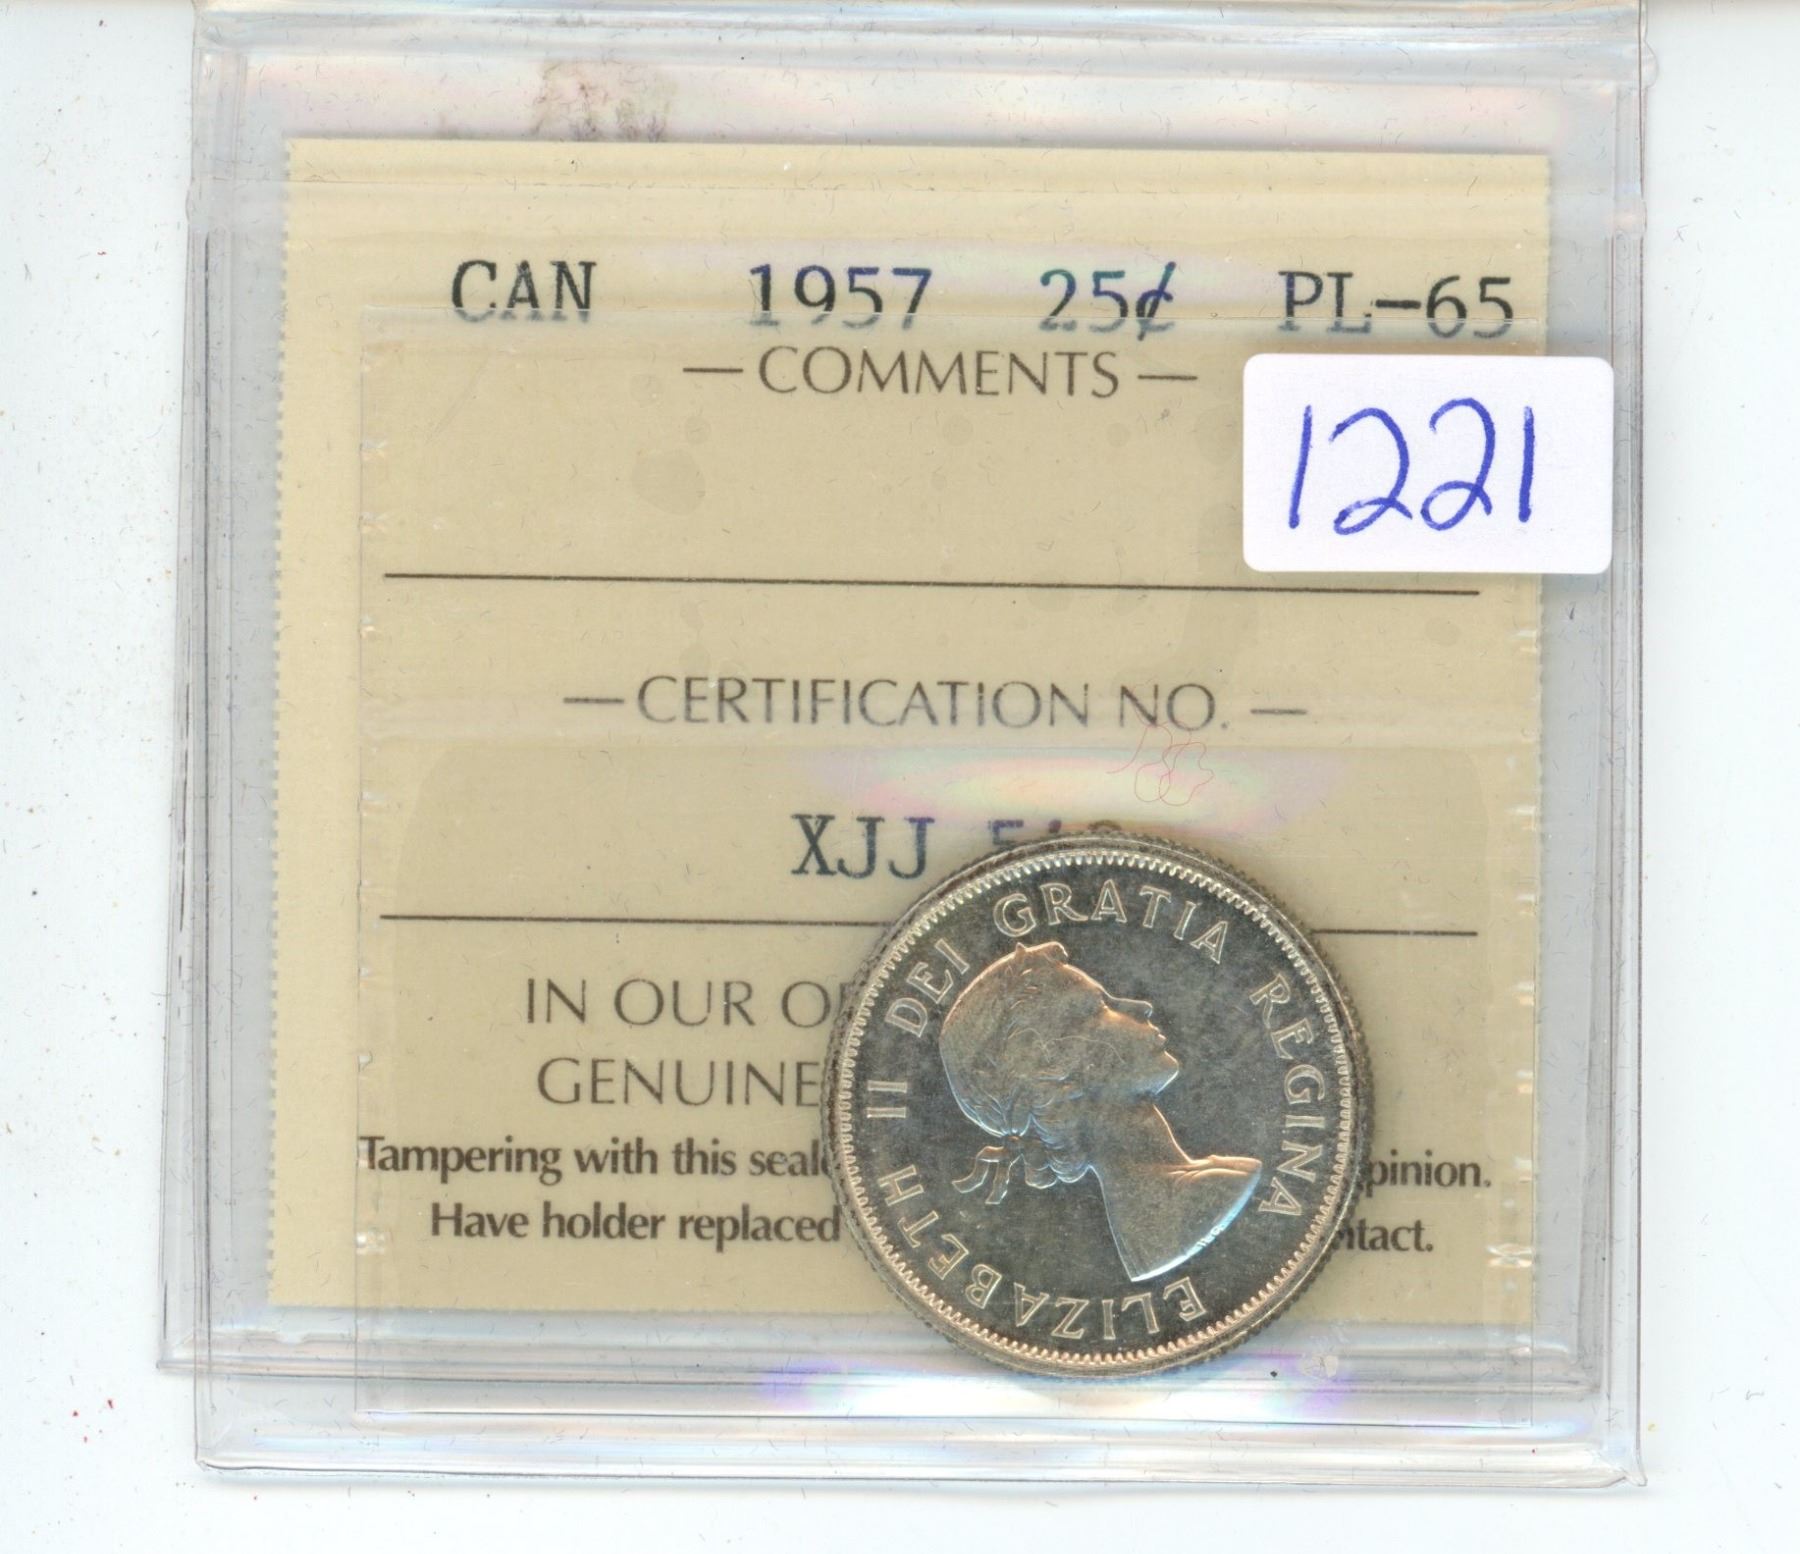 CAN 1957 25¢ PL-65
— COMMENTS —
1221
— CERTIFICATION NO. —
XJJ
IN OUR
GENUINE
Tampering with this seal pinion.
Have holder replaced ntact.
ELIZABETH II DEI GRATIA REGINA